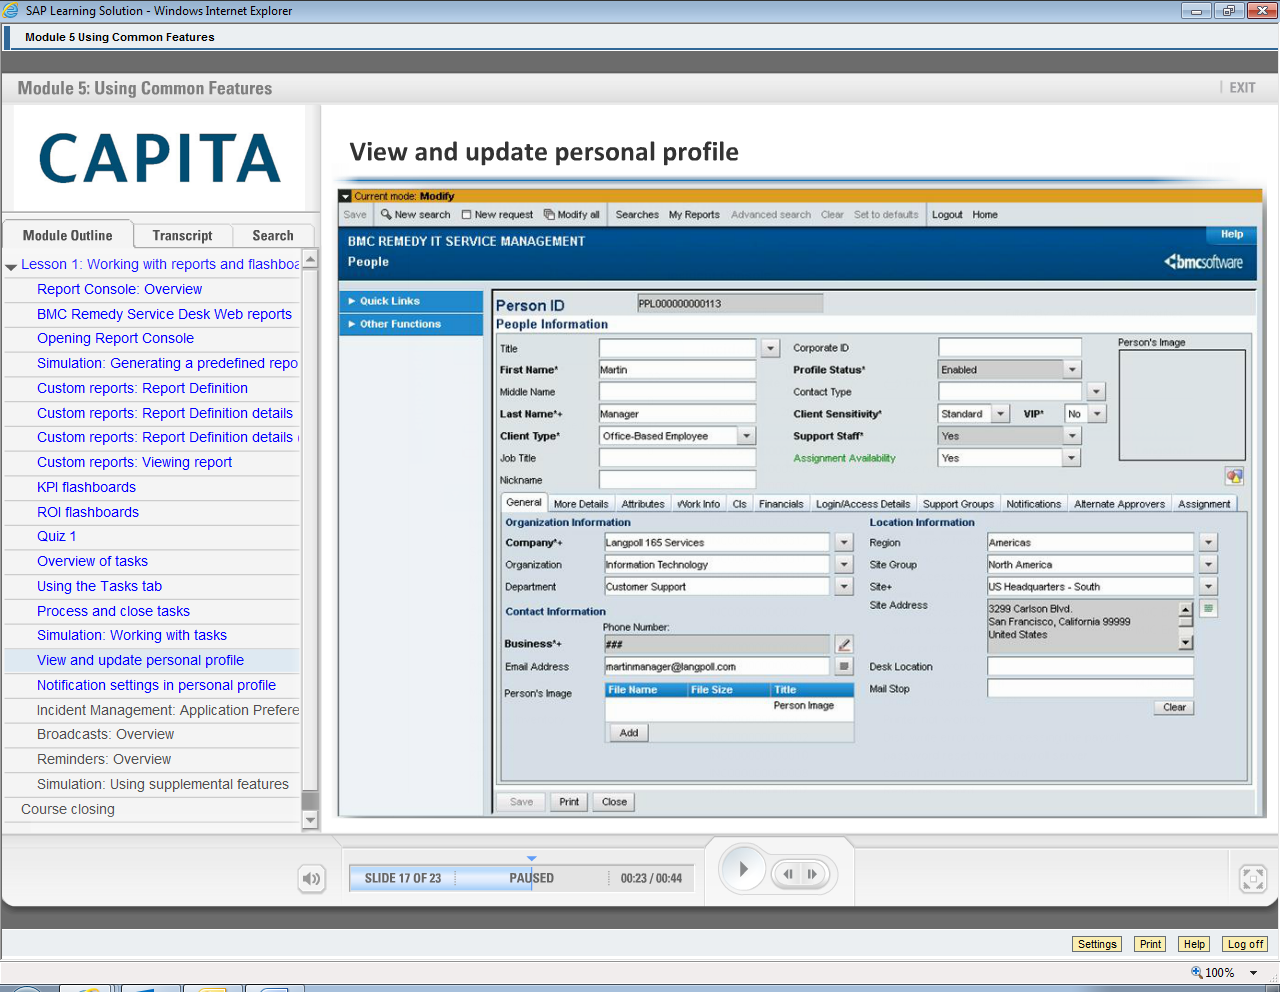 SAP Learning Solution - Windows Internet Explorer
Module 5 Using Common Features
Module 5: Using Common Features
EXIT
CAPITA
Module Outline
Transcript
Search
Lesson 1: Working with reports and flashboa
Report Console: Overview
BMC Remedy Service Desk Web reports
Opening Report Console
Simulation: Generating a predefined repo
Custom reports: Report Definition
Custom reports: Report Definition details
Custom reports: Report Definition details (
Custom reports: Viewing report
KPI flashboards
ROI flashboards
Quiz 1
Overview of tasks
Using the Tasks tab
Project and close tasks
Simulation: Working with tasks
View and update personal profile
Notification settings in personal profile
Incident Management: Application Prefere
Broadcasts: Overview
Reminders: Overview
Simulation: Using supplemental features
Course closing
View and update personal profile
Current mode: Modify
Save New search New request Modify all Searches My Reports Advanced search Clear Set to defaults Logout Home
BMC REMEDY IT SERVICE MANAGEMENT
Help
People
bmcsoftware
Quick Links
Other Functions
Person ID PPL000000000113
People Information
Title Corporate ID Person's Image
First Name* Martin Profile Status* Enabled
Middle Name Contact Type
Last Name*+ Manager Client Sensitivity* Standard VIP* No
Client Type* Office-Based Employee Support Staff* Yes
Job Title Assignment Availability Yes
Nickname
General More Details Attributes Work Info CIs Financials Login/Access Details Support Groups Notifications Alternate Approvers Assignment
Organization Information Location Information
Company*+ Langpoll 165 Services Region Americas
Organization Information Technology Site Group North America
Department Customer Support Site+ US Headquarters - South
Contact Information Site Address 3299 Carlson Blvd.
San Francisco, California 99999
United States
Phone Number:
Business*+ ###
Email Address martinmanager@langpoll.com Desk Location
Person's Image File Name File Size Title Mail Stop
Person Image Clear
Add
Save Print Close
SLIDE 17 OF 23 PAUSED 00:23 / 00:44
Settings Print Help Log off
100%